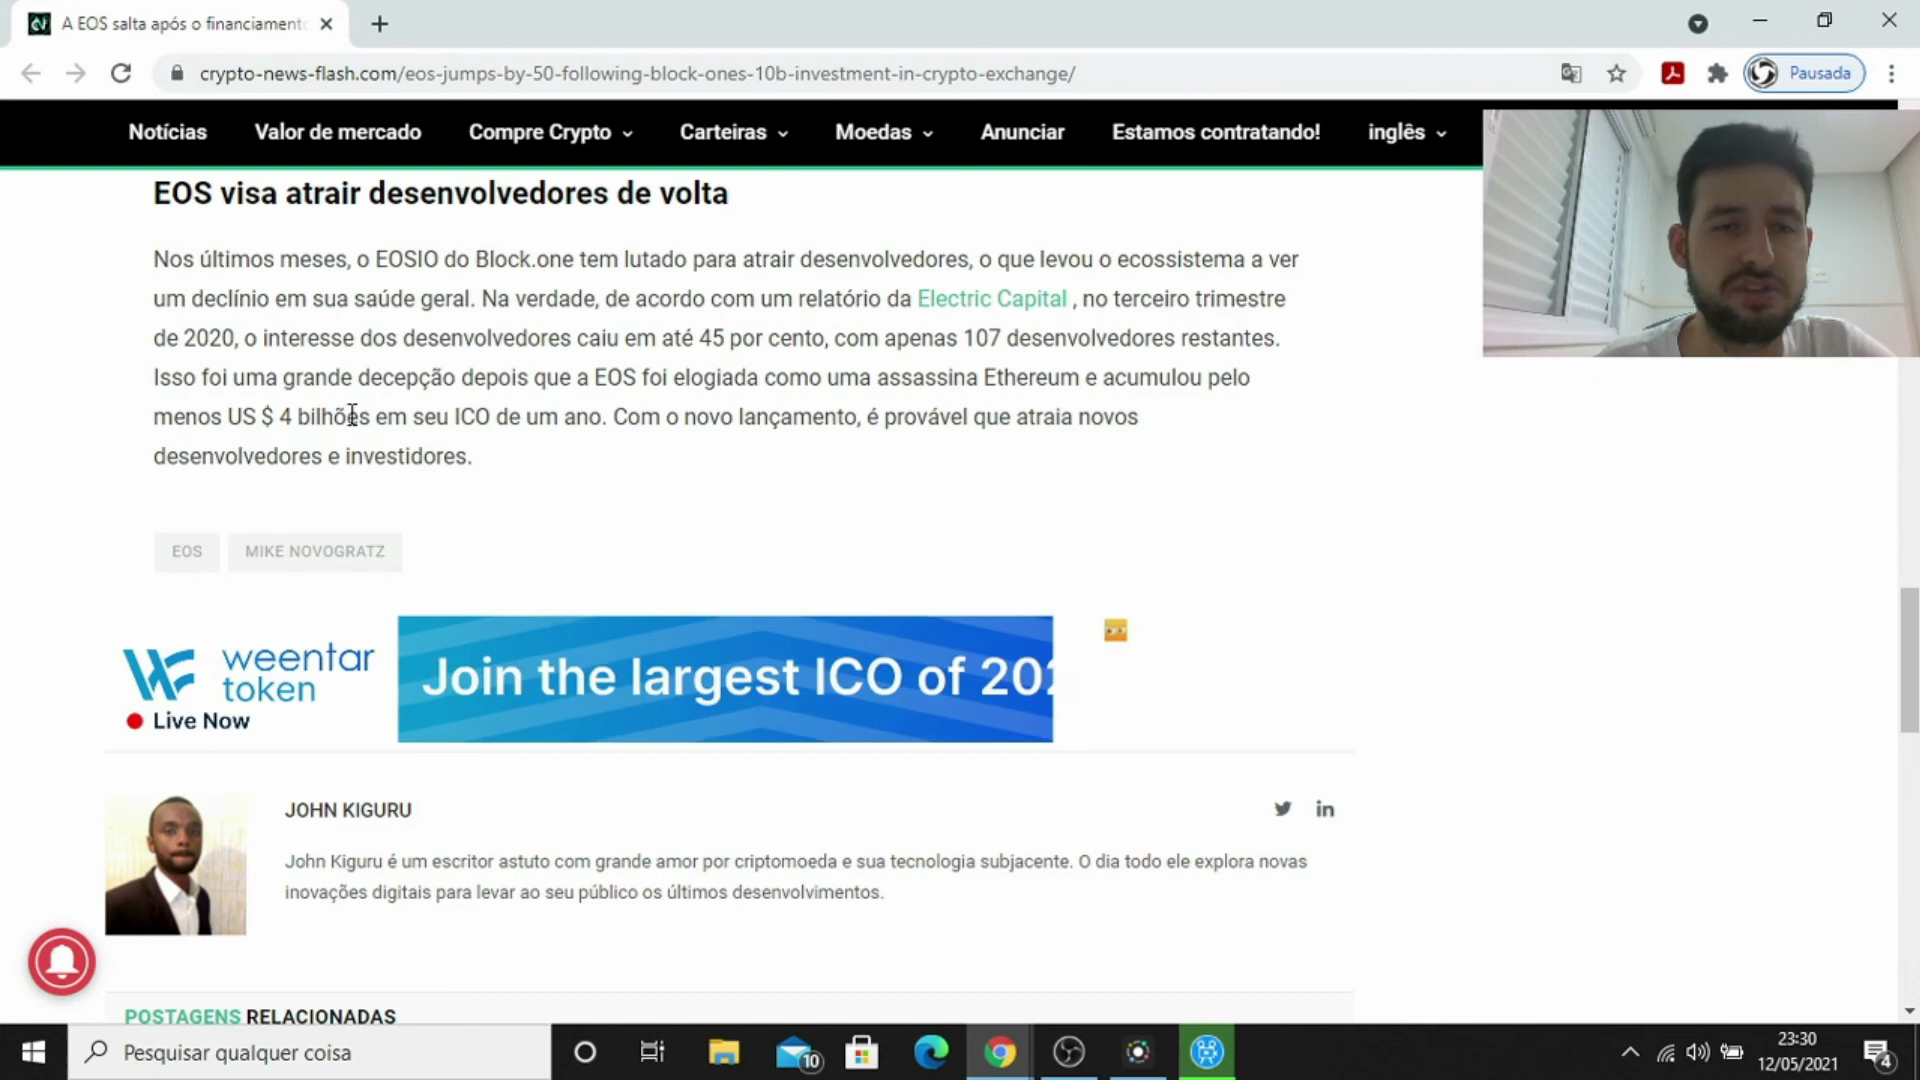 A EOS salta após o financiament
crypto-news-flash.com/eos-jumps-by-50-following-block-ones-10b-investment-in-crypto-exchange/
Pausada
Notícias Valor de mercado Compre Crypto Carteiras Moedas Anunciar Estamos contratando! inglês
EOS visa atrair desenvolvedores de volta
Nos últimos meses, o EOSIO do Block.one tem lutado para atrair desenvolvedores, o que levou o ecossistema a ver
um declínio em sua saúde geral. Na verdade, de acordo com um relatório da Electric Capital , no terceiro trimestre
de 2020, o interesse dos desenvolvedores caiu em até 45 por cento, com apenas 107 desenvolvedores restantes.
Isso foi uma grande decepção depois que a EOS foi elogiada como uma assassina Ethereum e acumulou pelo
menos US $ 4 bilhões em seu ICO de um ano. Com o novo lançamento, é provável que atraia novos
desenvolvedores e investidores.
EOS MIKE NOVOGRATZ
weentar
token
Live Now
Join the largest ICO of 202
JOHN KIGURU
in
John Kiguru é um escritor astuto com grande amor por criptomoeda e sua tecnologia subjacente. O dia todo ele explora novas
inovações digitais para levar ao seu público os últimos desenvolvimentos.
POSTAGENS RELACIONADAS
Pesquisar qualquer coisa
10
23:30
12/05/2021
4